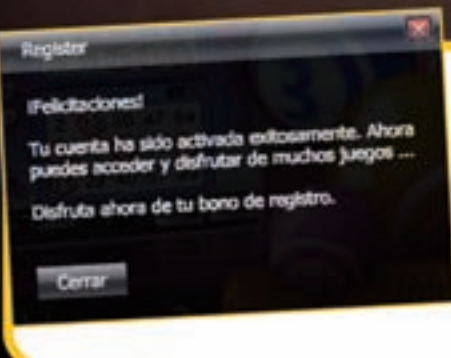 Register
¡Felicitaciones!
Tu cuenta ha sido activada exitosamente. Ahora
puedes acceder y disfrutar de muchos juegos ...
Disfruta ahora de tu bono de registro.
Cerrar